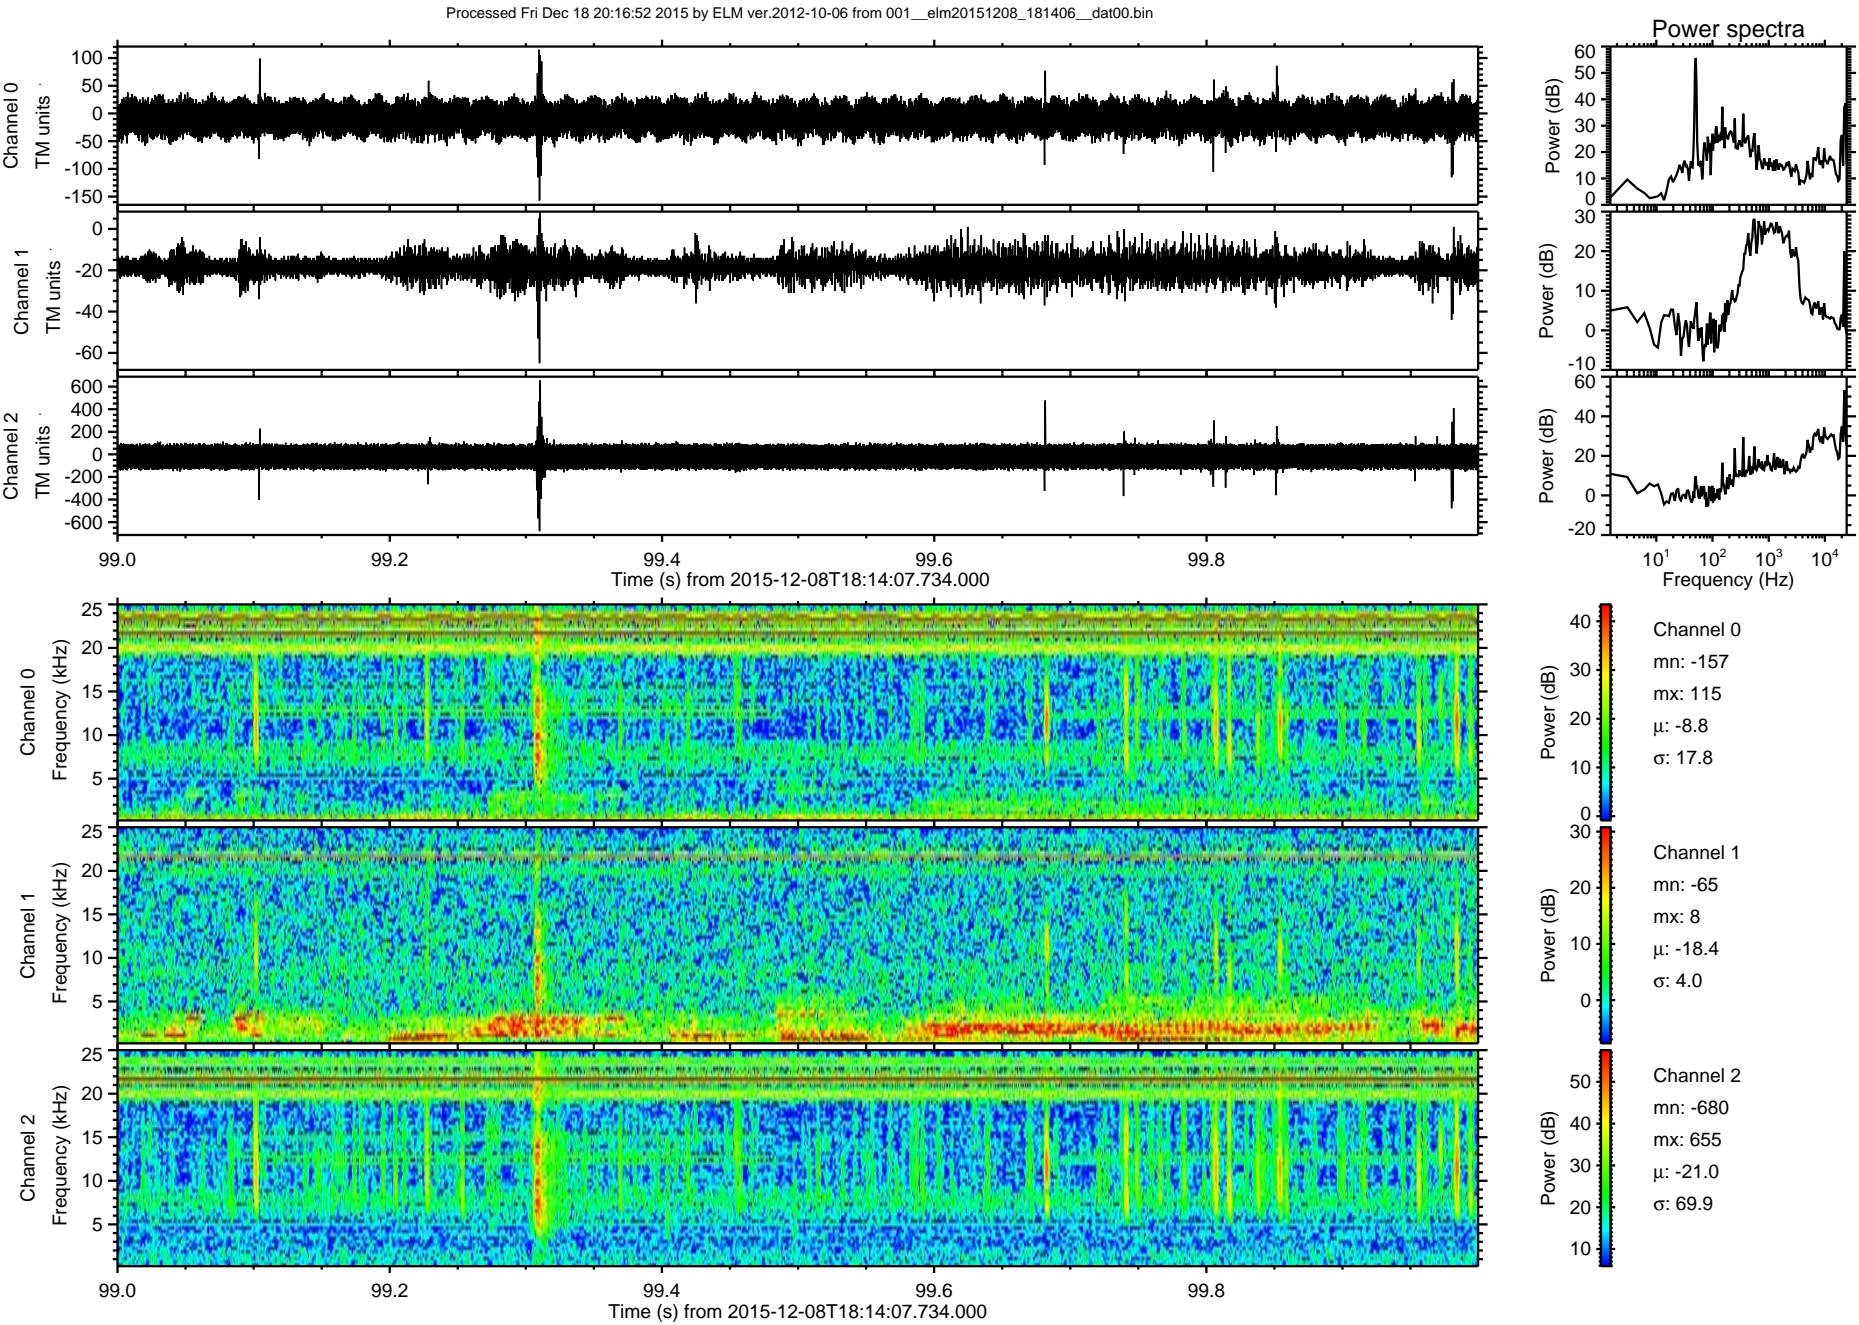 Processed Fri Dec 18 20:16:52 2015 by ELM ver.2012-10-06 from 001__elm20151208_181406__dat00.bin
Power spectra
Channel 0
TM units
100
50
0
-50
-100
-150
Power (dB)
60
50
40
30
20
10
0
Channel 1
TM units
0
-20
-40
-60
Power (dB)
30
20
10
0
-10
Channel 2
TM units
600
400
200
0
-200
-400
-600
Power (dB)
60
40
20
0
-20
99.0
99.2
99.4
99.6
99.8
Time (s) from 2015-12-08T18:14:07.734.000
10¹
10²
10³
10⁴
Frequency (Hz)
Channel 0
Frequency (kHz)
25
20
15
10
5
Power (dB)
40
30
20
10
0
Channel 0
mn: -157
mx: 115
μ: -8.8
σ: 17.8
Channel 1
Frequency (kHz)
25
20
15
10
5
Power (dB)
30
20
10
0
Channel 1
mn: -65
mx: 8
μ: -18.4
σ: 4.0
Channel 2
Frequency (kHz)
25
20
15
10
5
Power (dB)
50
40
30
20
10
Channel 2
mn: -680
mx: 655
μ: -21.0
σ: 69.9
99.0
99.2
99.4
99.6
99.8
Time (s) from 2015-12-08T18:14:07.734.000